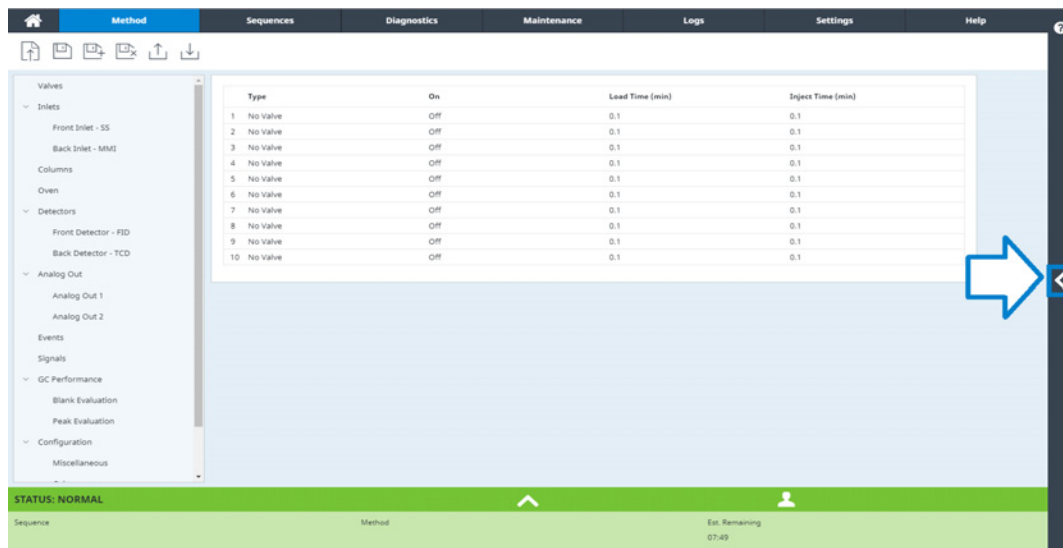 Method Sequences Diagnostics Maintenance Logs Settings Help
?
Valves
Inlets
Front Inlet - SS
Back Inlet - MMI
Columns
Oven
Detectors
Front Detector - FID
Back Detector - TCD
Analog Out
Analog Out 1
Analog Out 2
Events
Signals
GC Performance
Blank Evaluation
Peak Evaluation
Configuration
Miscellaneous
Type On Load Time (min) Inject Time (min)
1 No Valve Off 0.1 0.1
2 No Valve Off 0.1 0.1
3 No Valve Off 0.1 0.1
4 No Valve Off 0.1 0.1
5 No Valve Off 0.1 0.1
6 No Valve Off 0.1 0.1
7 No Valve Off 0.1 0.1
8 No Valve Off 0.1 0.1
9 No Valve Off 0.1 0.1
10 No Valve Off 0.1 0.1
STATUS: NORMAL
Sequence Method Est. Remaining
07:49